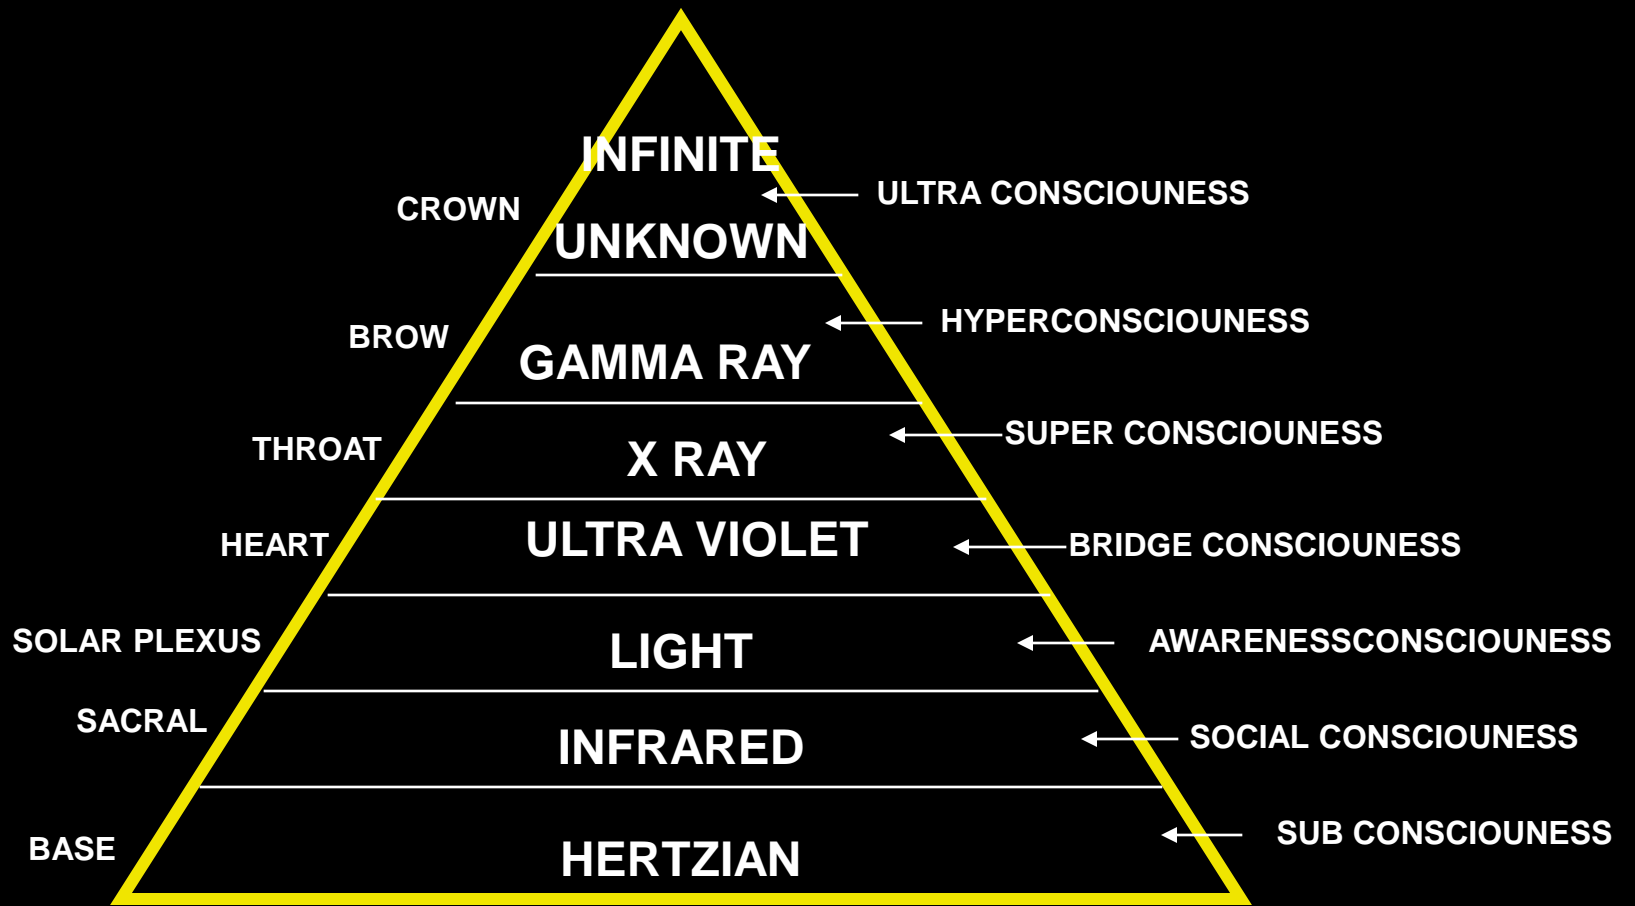 INFINITE
CROWN
ULTRA CONSCIOUNESS
UNKNOWN
BROW
HYPERCONSCIOUNESS
GAMMA RAY
THROAT
X RAY
SUPER CONSCIOUNESS
HEART
ULTRA VIOLET
BRIDGE CONSCIOUNESS
SOLAR PLEXUS
LIGHT
AWARENESSCONSCIOUNESS
SACRAL
INFRARED
SOCIAL CONSCIOUNESS
BASE
HERTZIAN
SUB CONSCIOUNESS